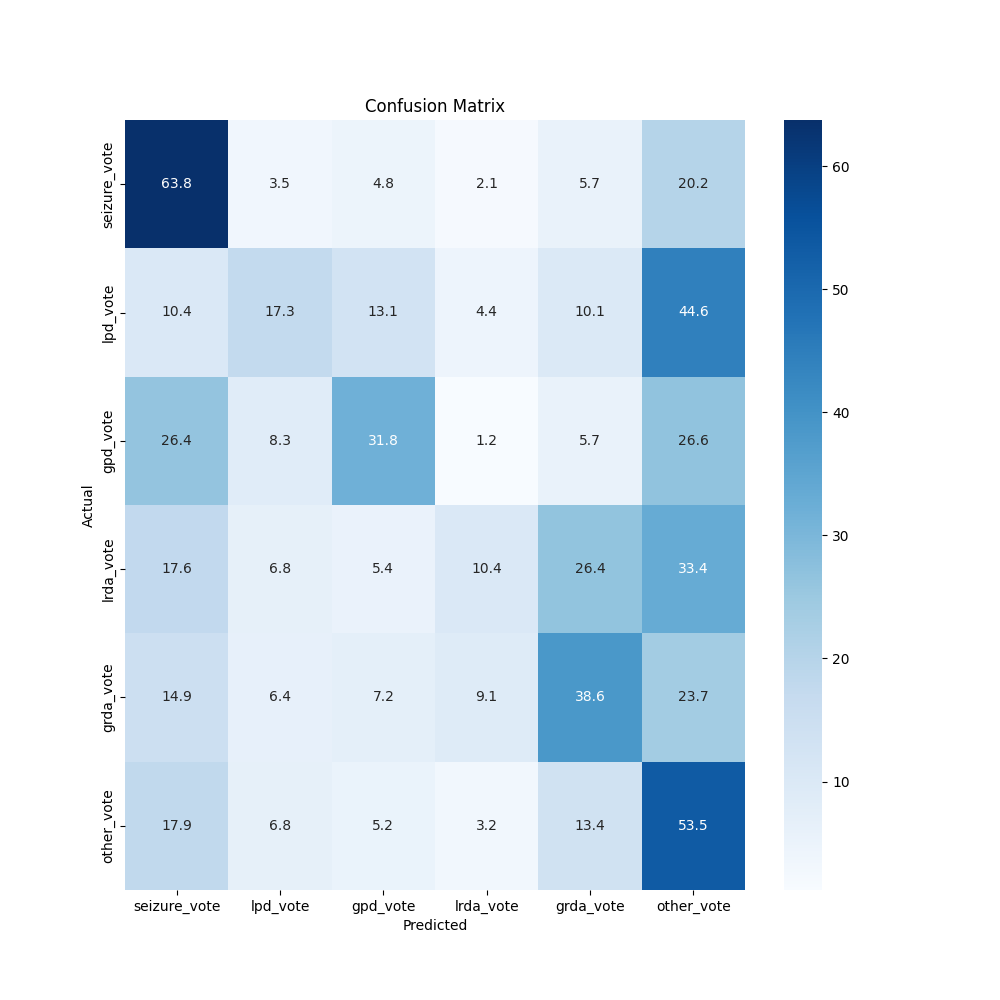 Confusion Matrix
seizure_vote 63.8 3.5 4.8 2.1 5.7 20.2
lpd_vote 10.4 17.3 13.1 4.4 10.1 44.6
gpd_vote 26.4 8.3 31.8 1.2 5.7 26.6
lrda_vote 17.6 6.8 5.4 10.4 26.4 33.4
grda_vote 14.9 6.4 7.2 9.1 38.6 23.7
other_vote 17.9 6.8 5.2 3.2 13.4 53.5
Actual
seizure_vote lpd_vote gpd_vote lrda_vote grda_vote other_vote
Predicted
60
50
40
30
20
10